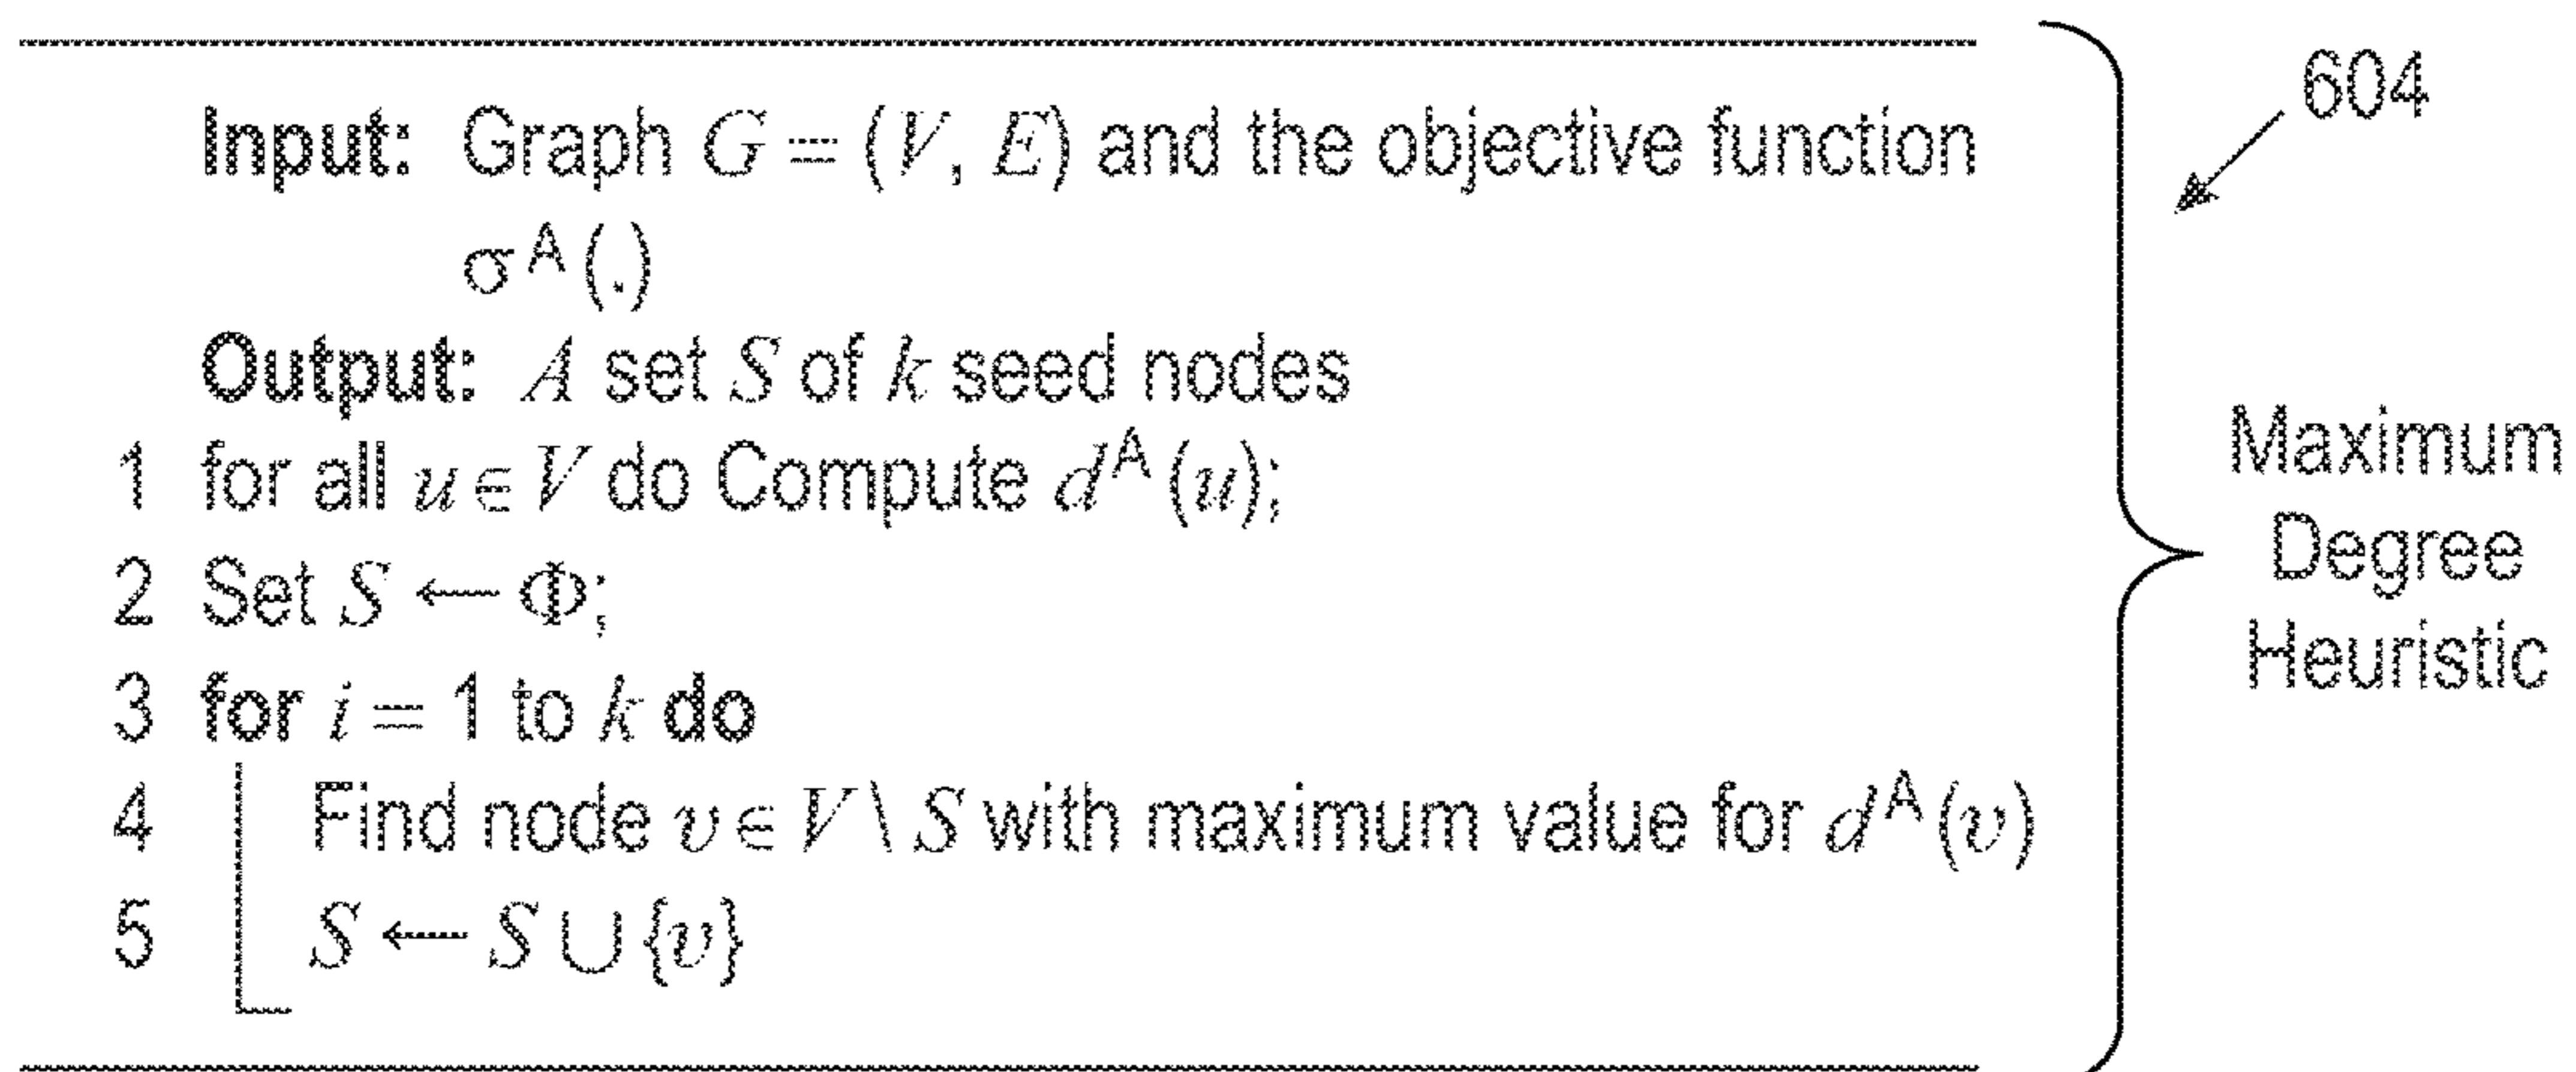 Input: Graph G = (V, E) and the objective function
σ^A(.)
Output: A set S of k seed nodes
1 for all u ∈ V do Compute d^A(u);
2 Set S ← Φ;
3 for i = 1 to k do
4 Find node v ∈ V \ S with maximum value for d^A(v)
5 S ← S ∪ {v}
604
Maximum
Degree
Heuristic